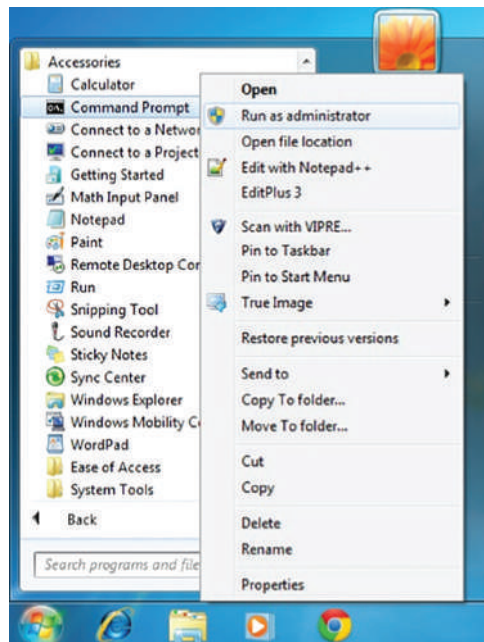 Accessories
Calculator
Command Prompt
Connect to a Networ
Connect to a Project
Getting Started
Math Input Panel
Notepad
Paint
Remote Desktop Cor
Run
Snipping Tool
Sound Recorder
Sticky Notes
Sync Center
Windows Explorer
Windows Mobility C
WordPad
Ease of Access
System Tools
Back
Search programs and file
Open
Run as administrator
Open file location
Edit with Notepad++
EditPlus 3
Scan with VIPRE...
Pin to Taskbar
Pin to Start Menu
True Image
Restore previous versions
Send to
Copy To folder...
Move To folder...
Cut
Copy
Delete
Rename
Properties